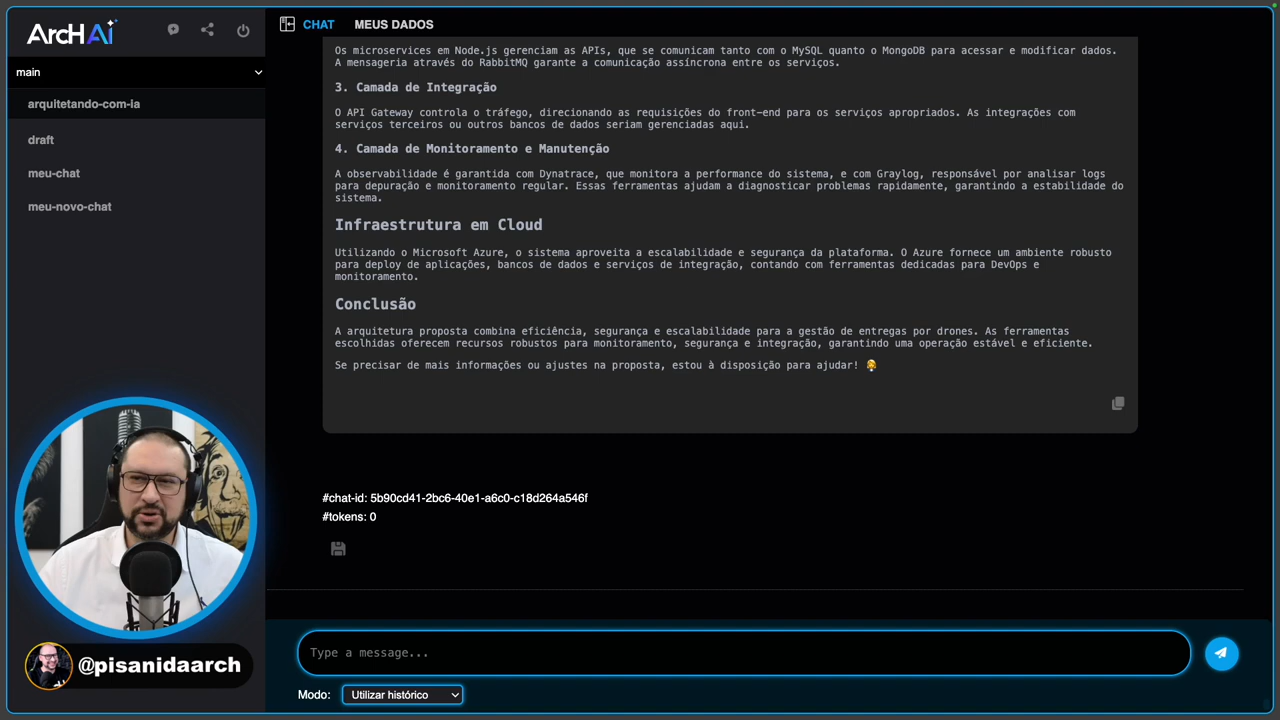 ArcH Ai
CHAT
MEUS DADOS
main
arquitetando-com-ia
draft
meu-chat
meu-novo-chat
Os microservices em Node.js gerenciam as APIs, que se comunicam tanto com o MySQL quanto o MongoDB para acessar e modificar dados.
A mensageria através do RabbitMQ garante a comunicação assíncrona entre os serviços.
3. Camada de Integração
O API Gateway controla o tráfego, direcionando as requisições do front-end para os serviços apropriados. As integrações com
serviços terceiros ou outros bancos de dados seriam gerenciadas aqui.
4. Camada de Monitoramento e Manutenção
A observabilidade é garantida com Dynatrace, que monitora a performance do sistema, e com Graylog, responsável por analisar logs
para depuração e monitoramento regular. Essas ferramentas ajudam a diagnosticar problemas rapidamente, garantindo a estabilidade do
sistema.
Infraestrutura em Cloud
Utilizando o Microsoft Azure, o sistema aproveita a escalabilidade e segurança da plataforma. O Azure fornece um ambiente robusto
para deploy de aplicações, bancos de dados e serviços de integração, contando com ferramentas dedicadas para DevOps e
monitoramento.
Conclusão
A arquitetura proposta combina eficiência, segurança e escalabilidade para a gestão de entregas por drones. As ferramentas
escolhidas oferecem recursos robustos para monitoramento, segurança e integração, garantindo uma operação estável e eficiente.
Se precisar de mais informações ou ajustes na proposta, estou à disposição para ajudar!
#chat-id: 5b90cd41-2bc6-40e1-a6c0-c18d264a546f
#tokens: 0
Type a message...
Modo:
Utilizar histórico
@pisanidaarch